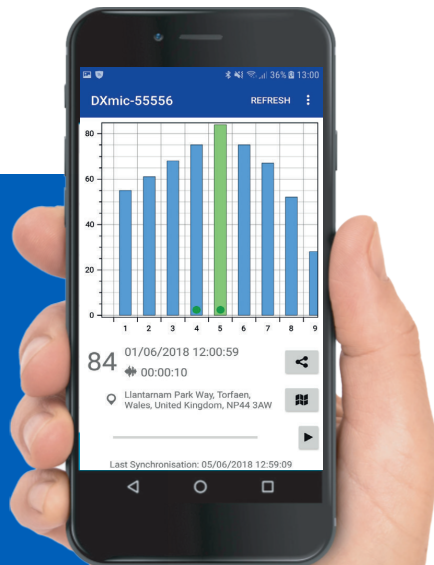 36% 13:00
DXmic-55556 REFRESH
80
60
40
20
0
1 2 3 4 5 6 7 8 9
84
01/06/2018 12:00:59
00:00:10
Llantarnam Park Way, Torfaen,
Wales, United Kingdom, NP44 3AW
Last Synchronisation: 05/06/2018 12:59:09